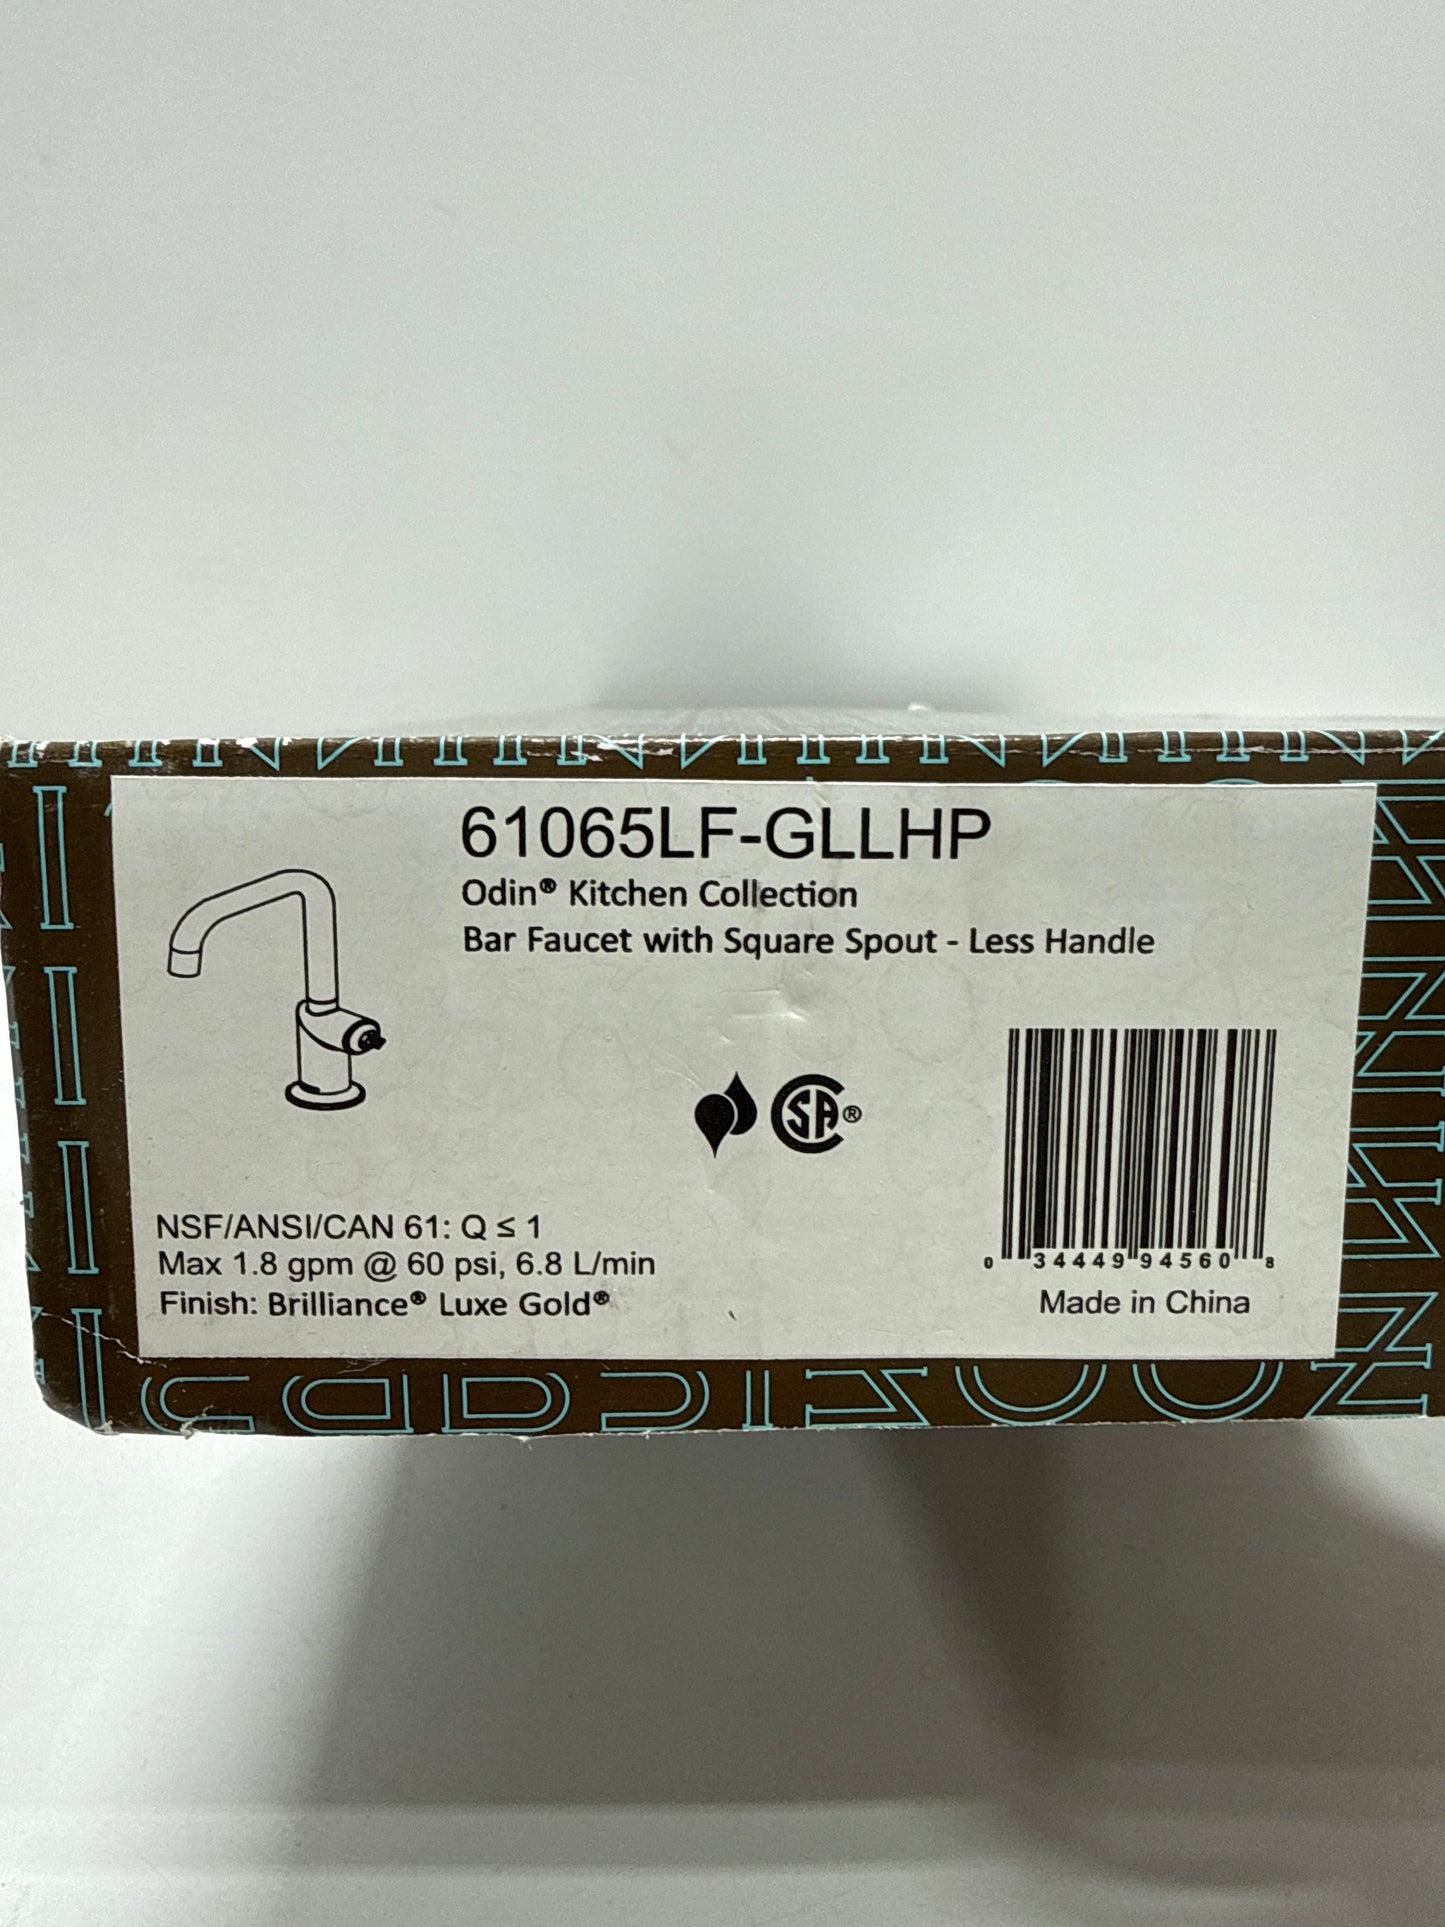 61065LF-GLLHP
Odin® Kitchen Collection
Bar Faucet with Square Spout - Less Handle
SA®
NSF/ANSI/CAN 61: Q ≤ 1
Max 1.8 gpm @ 60 psi, 6.8 L/min
Finish: Brilliance® Luxe Gold®
0 34449 94560 8
Made in China